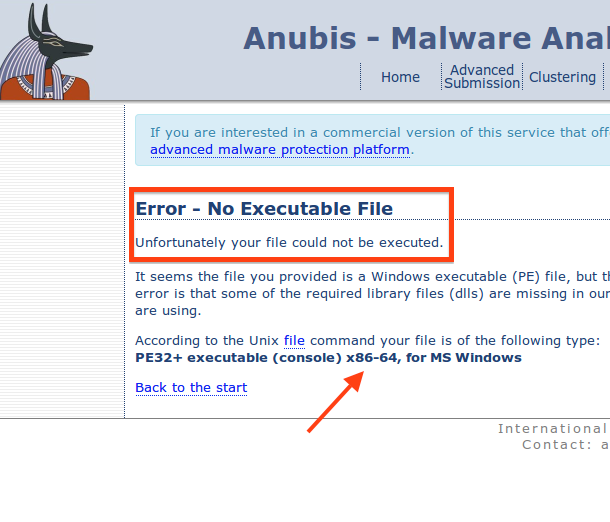 Anubis – Malware Anal
Home
Advanced
Submission
Clustering
If you are interested in a commercial version of this service that off
advanced malware protection platform.
Error – No Executable File
Unfortunately your file could not be executed.
It seems the file you provided is a Windows executable (PE) file, but th
error is that some of the required library files (dlls) are missing in our
are using.
According to the Unix file command your file is of the following type:
PE32+ executable (console) x86-64, for MS Windows
Back to the start
International
Contact: a